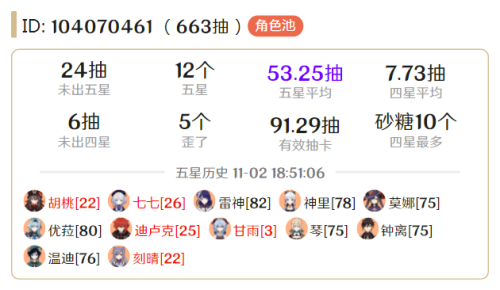 ID: 104070461 （ 663抽 ） 角色池
24抽 12个 53.25抽 7.73抽
未出五星 五星 五星平均 四星平均
6抽 5个 91.29抽 砂糖10个
未出四星 歪了 有效抽卡 四星最多
五星历史 11-02 18:51:06
胡桃[22] 七七[26] 雷神[82] 神里[78] 莫娜[75]
优菈[80] 迪卢克[25] 甘雨[3] 琴[75] 钟离[75]
温迪[76] 刻晴[22]